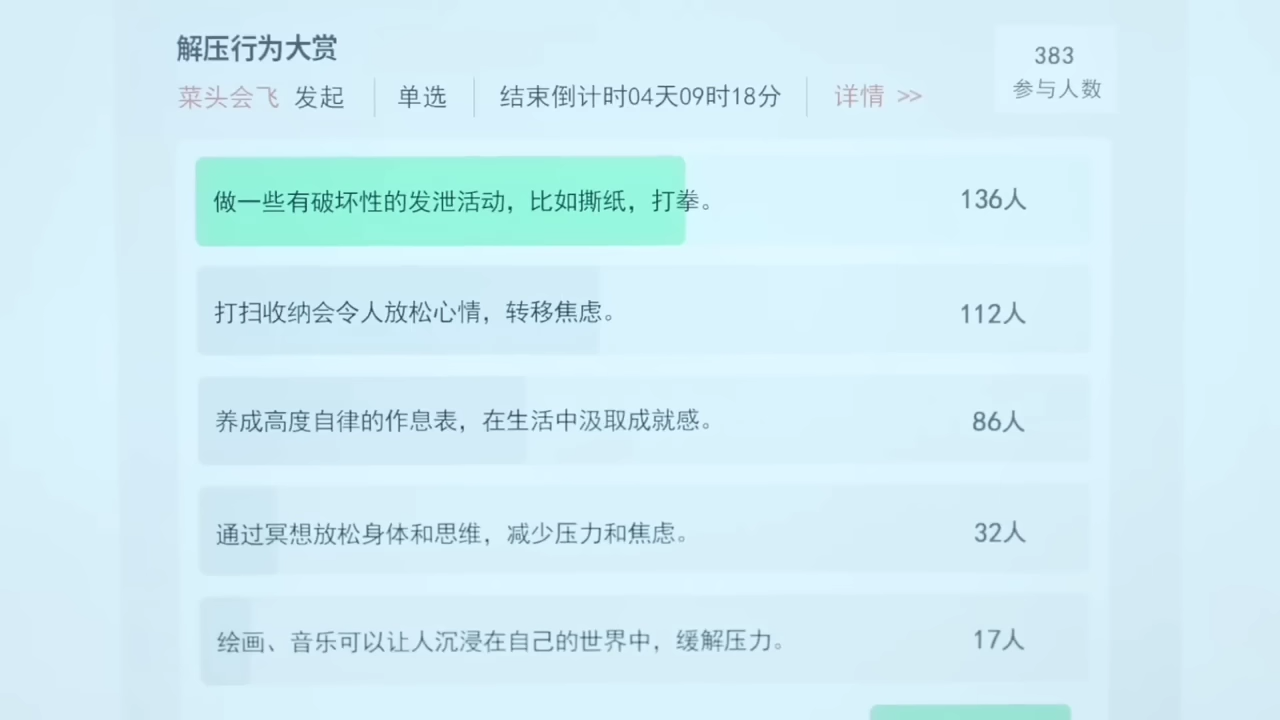 解压行为大赏
383
参与人数
菜头会飞 发起 单选 结束倒计时04天09时18分 详情 >>
做一些有破坏性的发泄活动，比如撕纸，打拳。 136人
打扫收纳会令人放松心情，转移焦虑。 112人
养成高度自律的作息表，在生活中汲取成就感。 86人
通过冥想放松身体和思维，减少压力和焦虑。 32人
绘画、音乐可以让人沉浸在自己的世界中，缓解压力。 17人